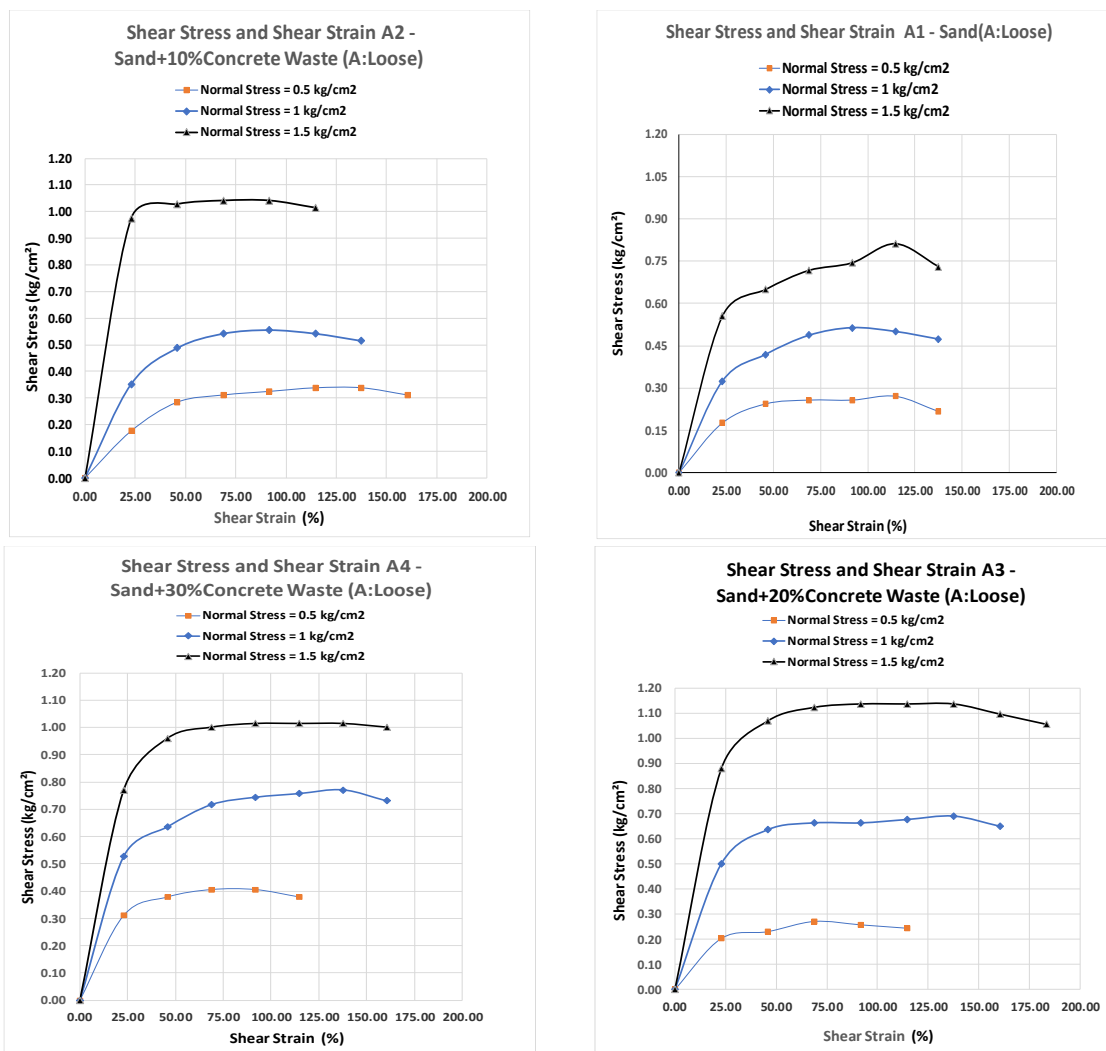 Shear Stress and Shear Strain A2 -
Sand+10%Concrete Waste (A:Loose)
Normal Stress = 0.5 kg/cm2
Normal Stress = 1 kg/cm2
Normal Stress = 1.5 kg/cm2
1.20
1.10
1.00
0.90
0.80
0.70
0.60
0.50
0.40
0.30
0.20
0.10
0.00
Shear Stress (kg/cm²)
0.00 25.00 50.00 75.00 100.00 125.00 150.00 175.00 200.00
Shear Strain (%)
Shear Stress and Shear Strain A1 - Sand(A:Loose)
Normal Stress = 0.5 kg/cm2
Normal Stress = 1 kg/cm2
Normal Stress = 1.5 kg/cm2
1.20
1.05
0.90
0.75
0.60
0.45
0.30
0.15
0.00
Shear Stress (kg/cm²)
0.00 25.00 50.00 75.00 100.00 125.00 150.00 175.00 200.00
Shear Strain (%)
Shear Stress and Shear Strain A4 -
Sand+30%Concrete Waste (A:Loose)
Normal Stress = 0.5 kg/cm2
Normal Stress = 1 kg/cm2
Normal Stress = 1.5 kg/cm2
1.20
1.10
1.00
0.90
0.80
0.70
0.60
0.50
0.40
0.30
0.20
0.10
0.00
Shear Stress (kg/cm²)
0.00 25.00 50.00 75.00 100.00 125.00 150.00 175.00 200.00
Shear Strain (%)
Shear Stress and Shear Strain A3 -
Sand+20%Concrete Waste (A:Loose)
Normal Stress = 0.5 kg/cm2
Normal Stress = 1 kg/cm2
Normal Stress = 1.5 kg/cm2
1.20
1.10
1.00
0.90
0.80
0.70
0.60
0.50
0.40
0.30
0.20
0.10
0.00
Shear Stress (kg/cm²)
0.00 25.00 50.00 75.00 100.00 125.00 150.00 175.00 200.00
Shear Strain (%)